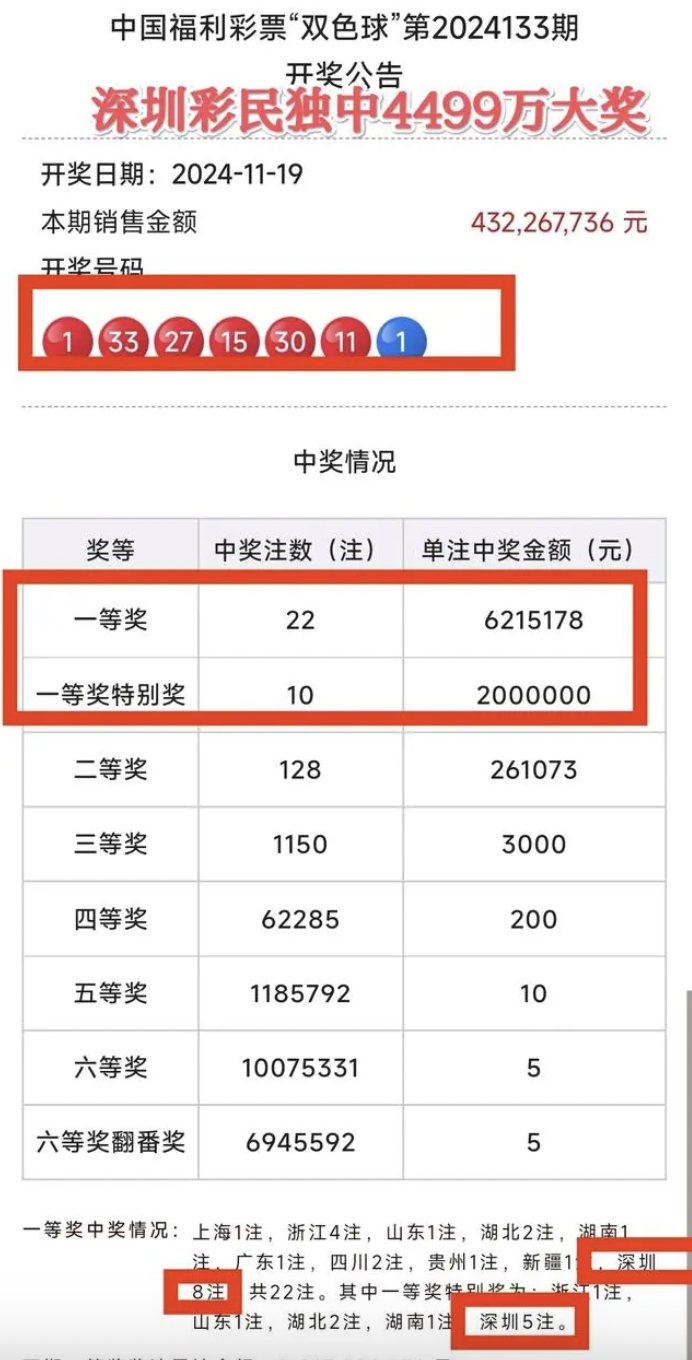 中国福利彩票“双色球”第2024133期
开奖公告
深圳彩民独中4499万大奖
开奖日期：2024-11-19
本期销售金额 432,267,736 元
开奖号码
1 33 27 15 30 11 1
中奖情况
奖等 中奖注数（注） 单注中奖金额（元）
一等奖 22 6215178
一等奖特别奖 10 2000000
二等奖 128 261073
三等奖 1150 3000
四等奖 62285 200
五等奖 1185792 10
六等奖 10075331 5
六等奖翻番奖 6945592 5
一等奖中奖情况：上海1注，浙江4注，山东1注，湖北2注，湖南1
注，广东1注，四川2注，贵州1注，新疆1注，深圳
8注 共22注。其中一等奖特别奖为：浙江1注，
山东1注，湖北2注，湖南1注 深圳5注。